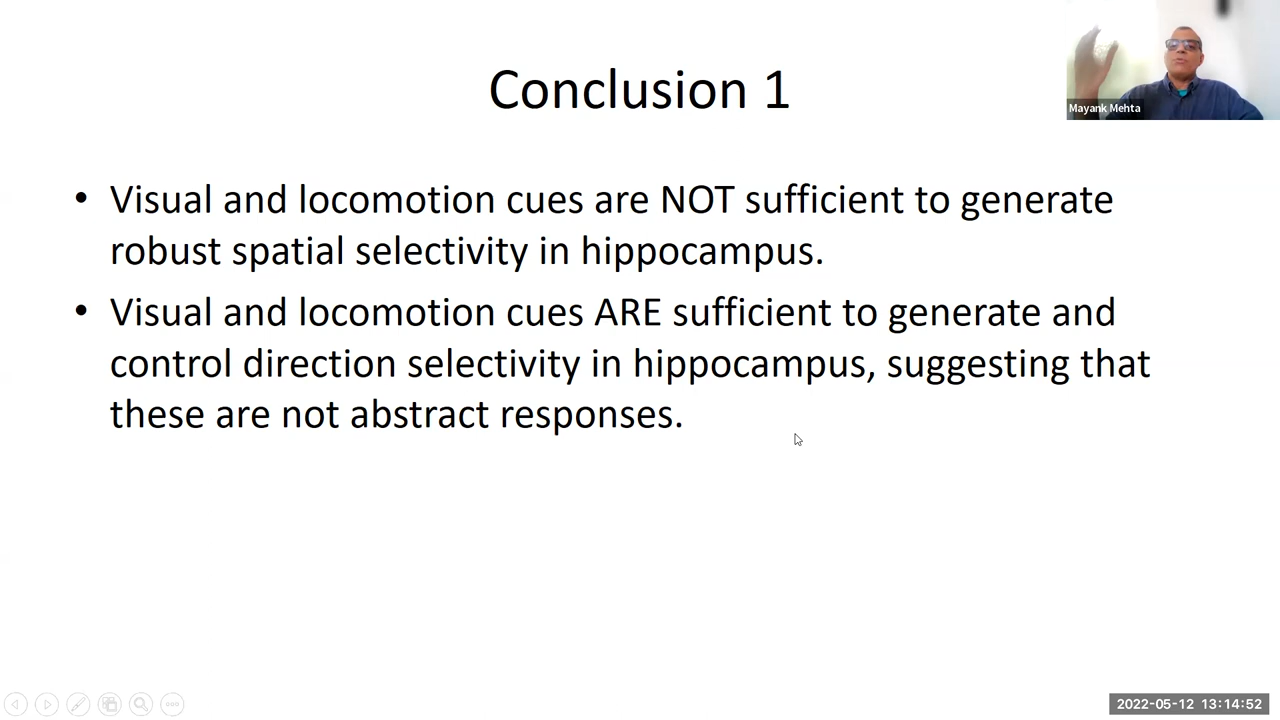 Conclusion 1
Mayank Mehta
• Visual and locomotion cues are NOT sufficient to generate
robust spatial selectivity in hippocampus.
• Visual and locomotion cues ARE sufficient to generate and
control direction selectivity in hippocampus, suggesting that
these are not abstract responses.
2022-05-12 13:14:52